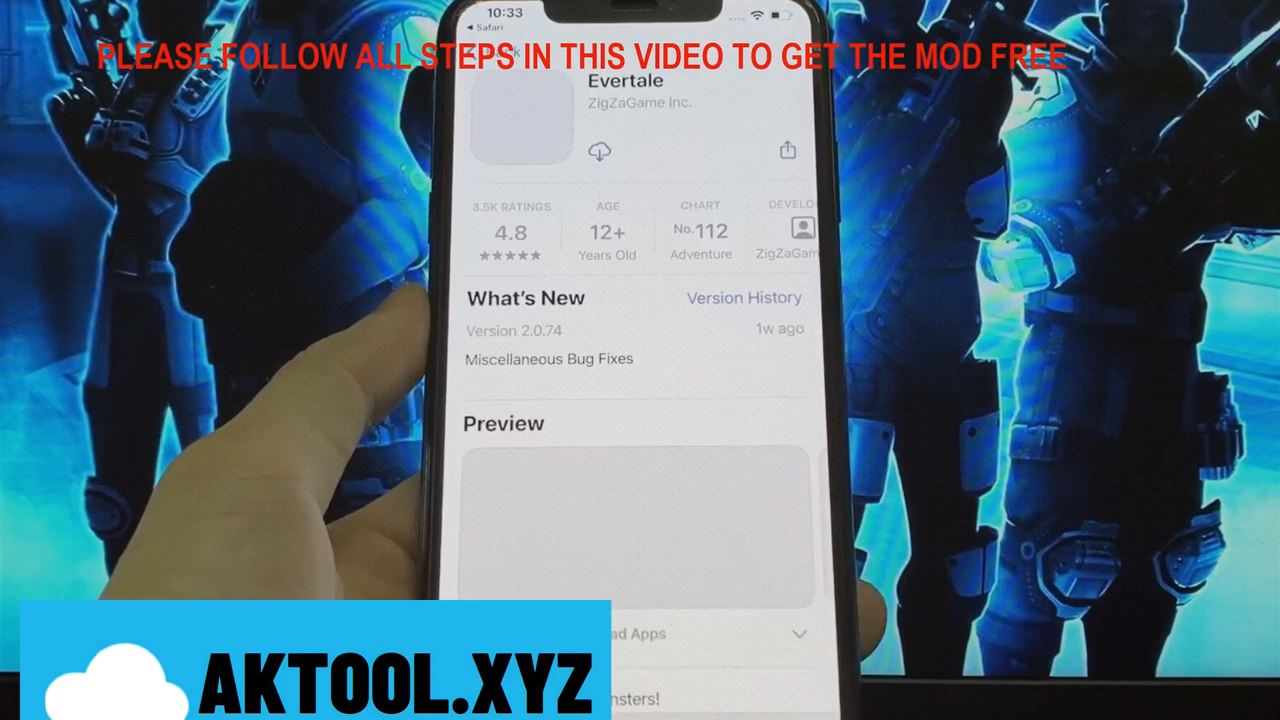 10:33
Safari
PLEASE FOLLOW ALL STEPS IN THIS VIDEO TO GET THE MOD FREE
Evertale
ZigZaGame Inc.
3.5K RATINGS AGE CHART DEVELO
4.8 12+ No.112
★★★★★ Years Old Adventure ZigZaGam
What's New Version History
Version 2.0.74 1w ago
Miscellaneous Bug Fixes
Preview
ad Apps
nsters!
AKTOOL.XYZ